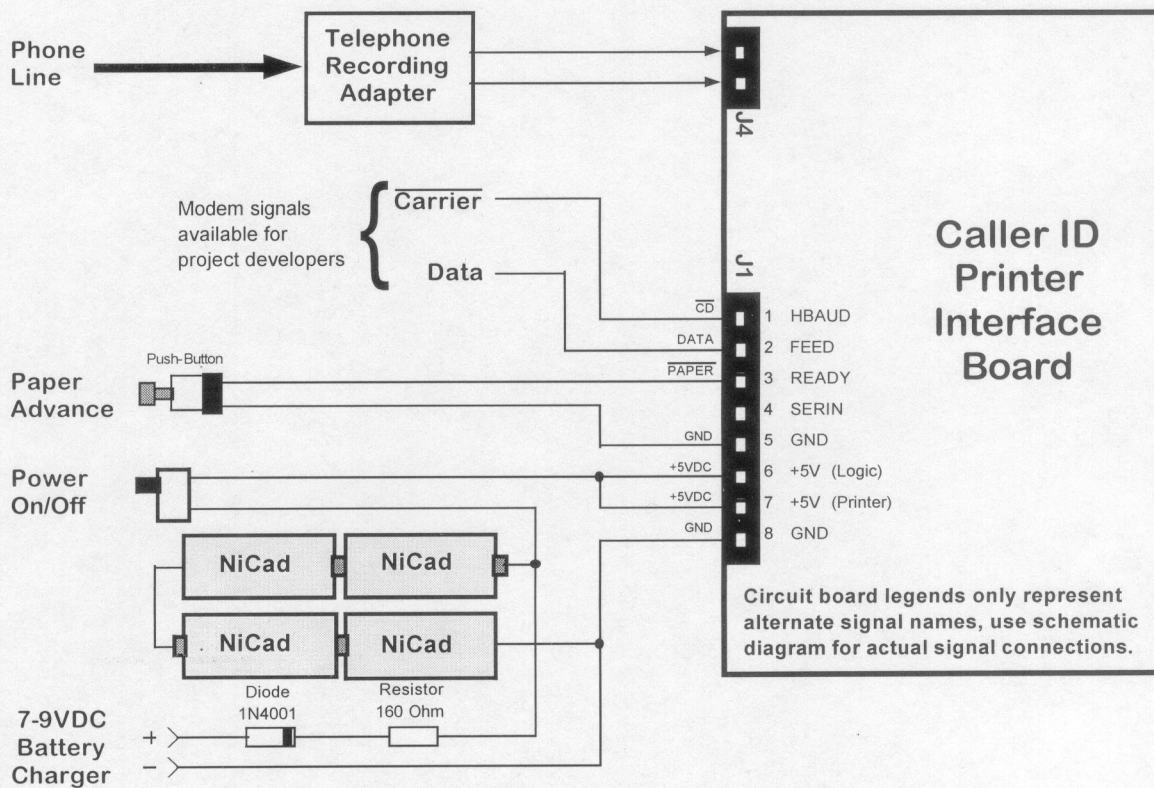 Phone
Line
Telephone
Recording
Adapter
J4
Modem signals
available for
project developers
Carrier
Data
J1
Caller ID
Printer
Interface
Board
CD
1 HBAUD
DATA
2 FEED
PAPER
3 READY
4 SERIN
GND
5 GND
+5VDC
6 +5V (Logic)
+5VDC
7 +5V (Printer)
GND
8 GND
Push-Button
Paper
Advance
Power
On/Off
NiCad
NiCad
NiCad
NiCad
Circuit board legends only represent
alternate signal names, use schematic
diagram for actual signal connections.
Diode
1N4001
Resistor
160 Ohm
7-9VDC
Battery
Charger
+
−